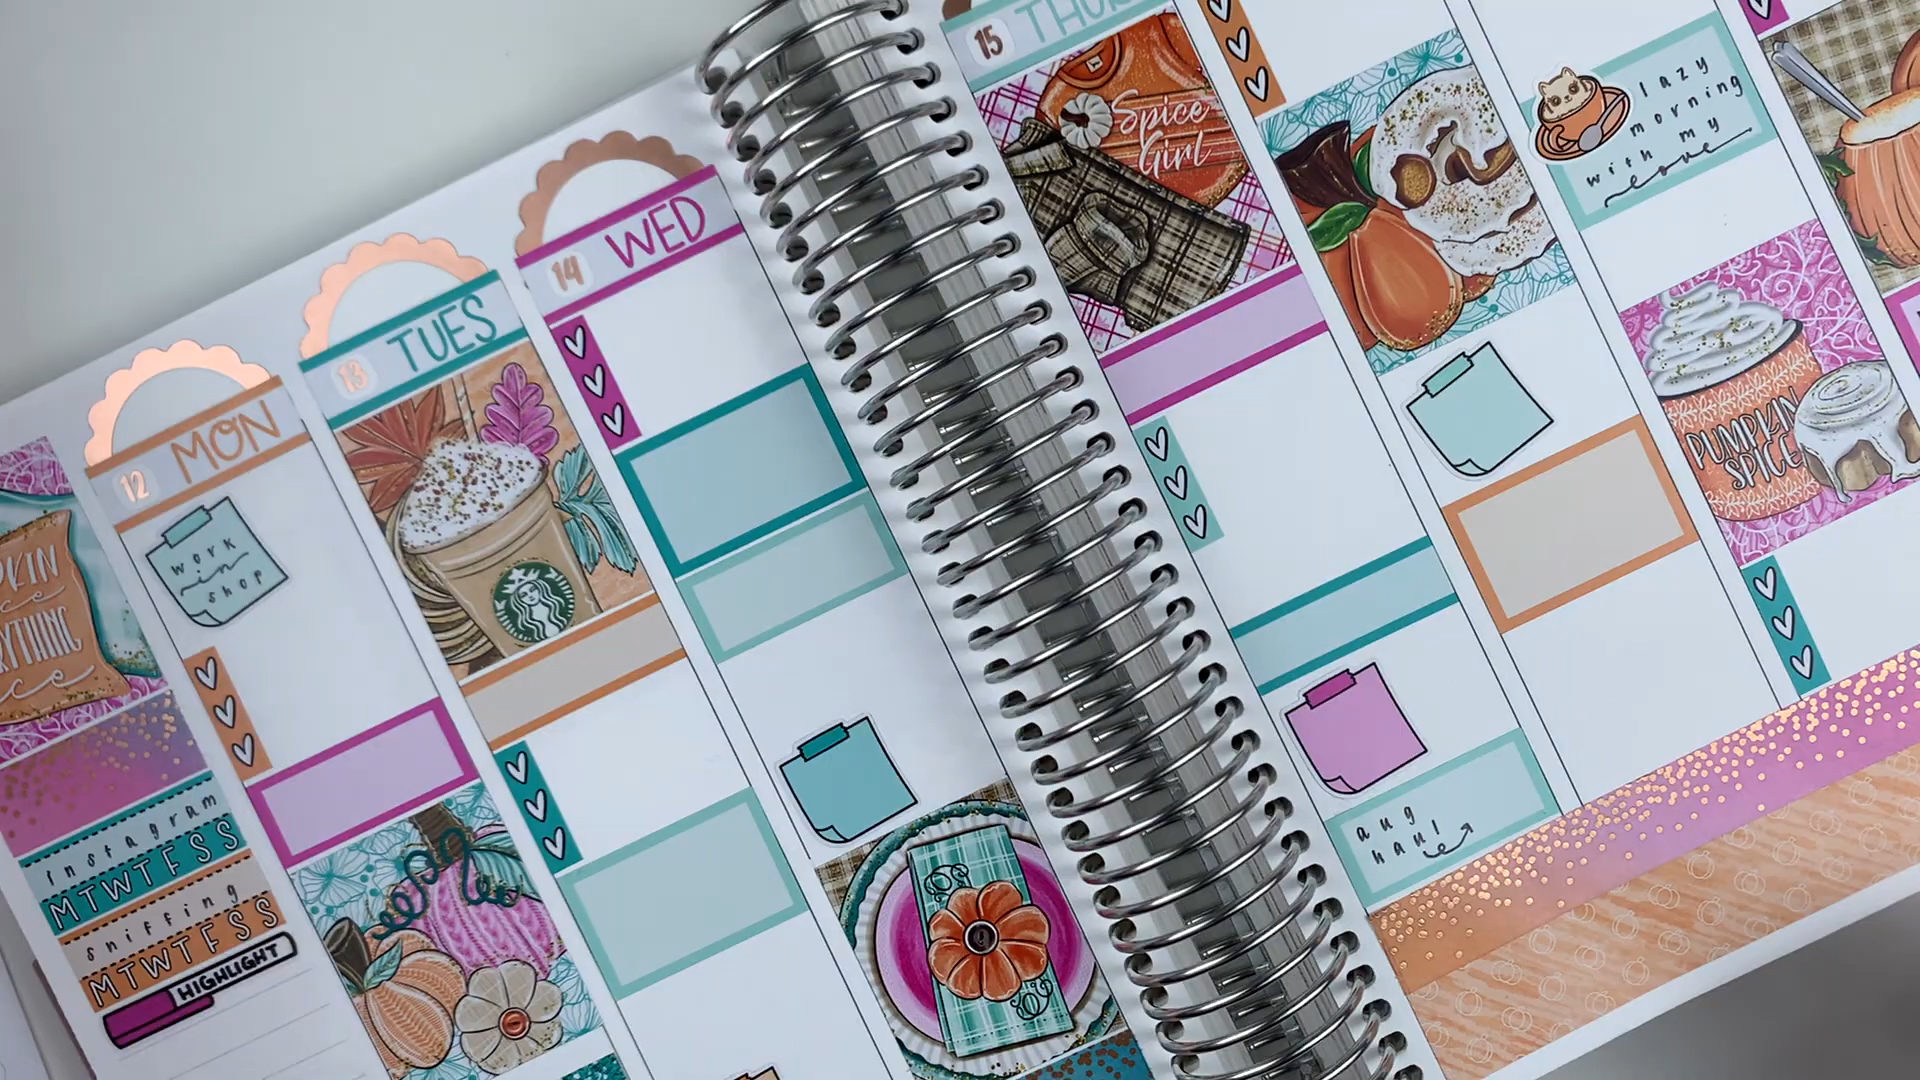 12 MON
work
in
shop
13 TUES
14 WED
15
Spice
Girl
lazy
morning
with my
love
PUMPKIN
SPICE
aug
haul
instagram
MTWTFSS
sniffing
MTWTFSS
HIGHLIGHT